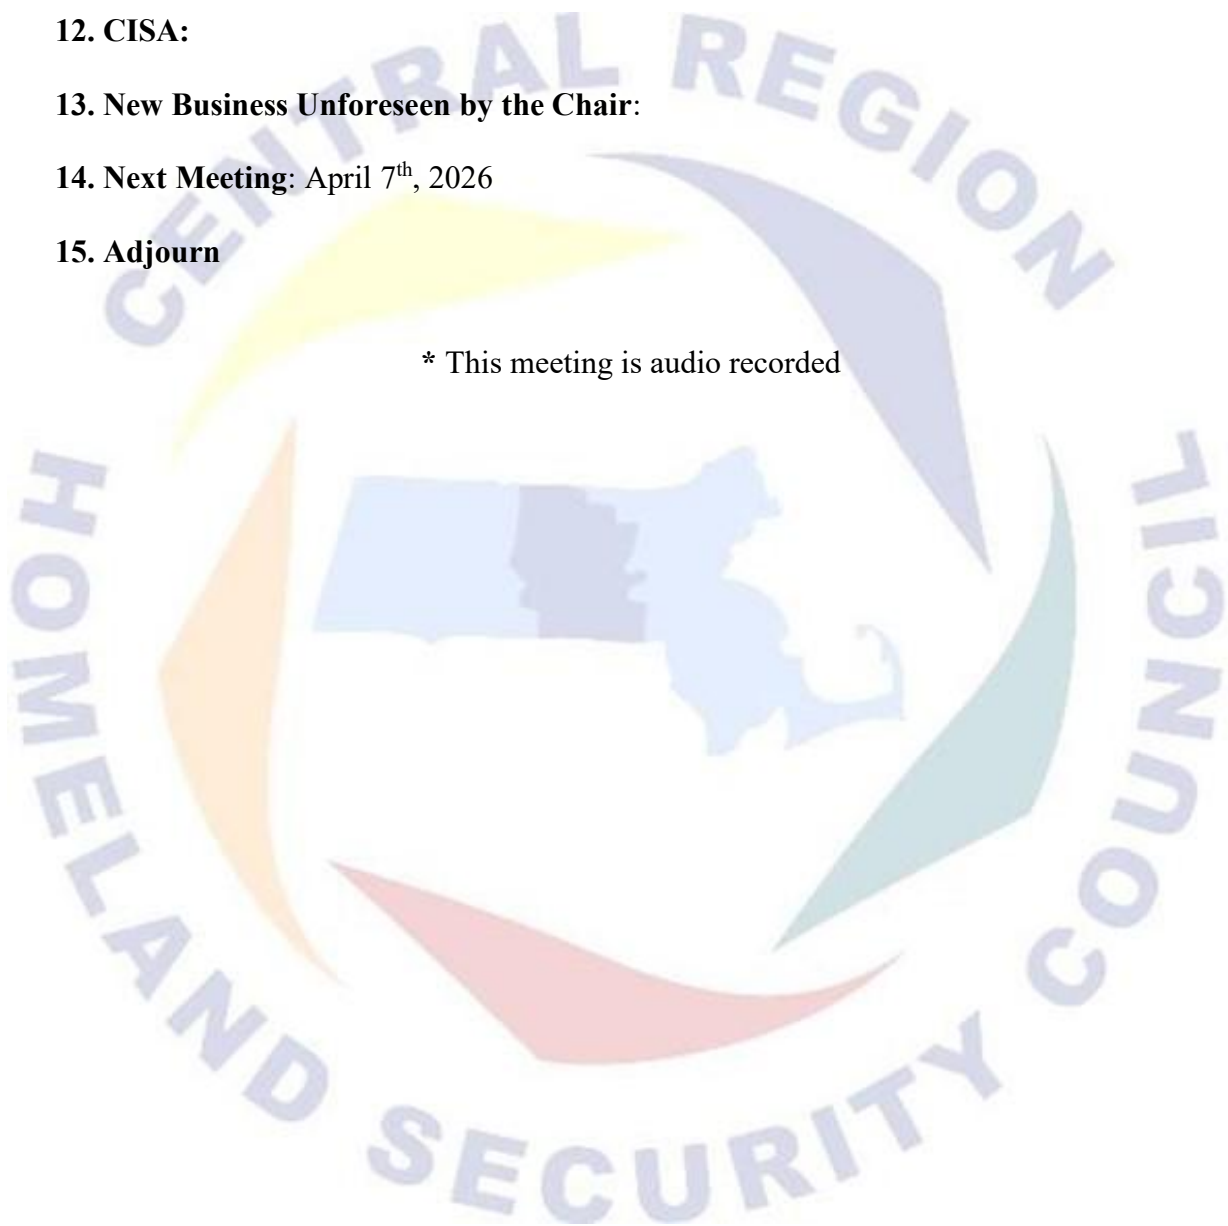 12. CISA:
13. New Business Unforeseen by the Chair:
14. Next Meeting: April 7th, 2026
15. Adjourn
* This meeting is audio recorded
CENTRAL REGION
HOMELAND SECURITY COUNCIL